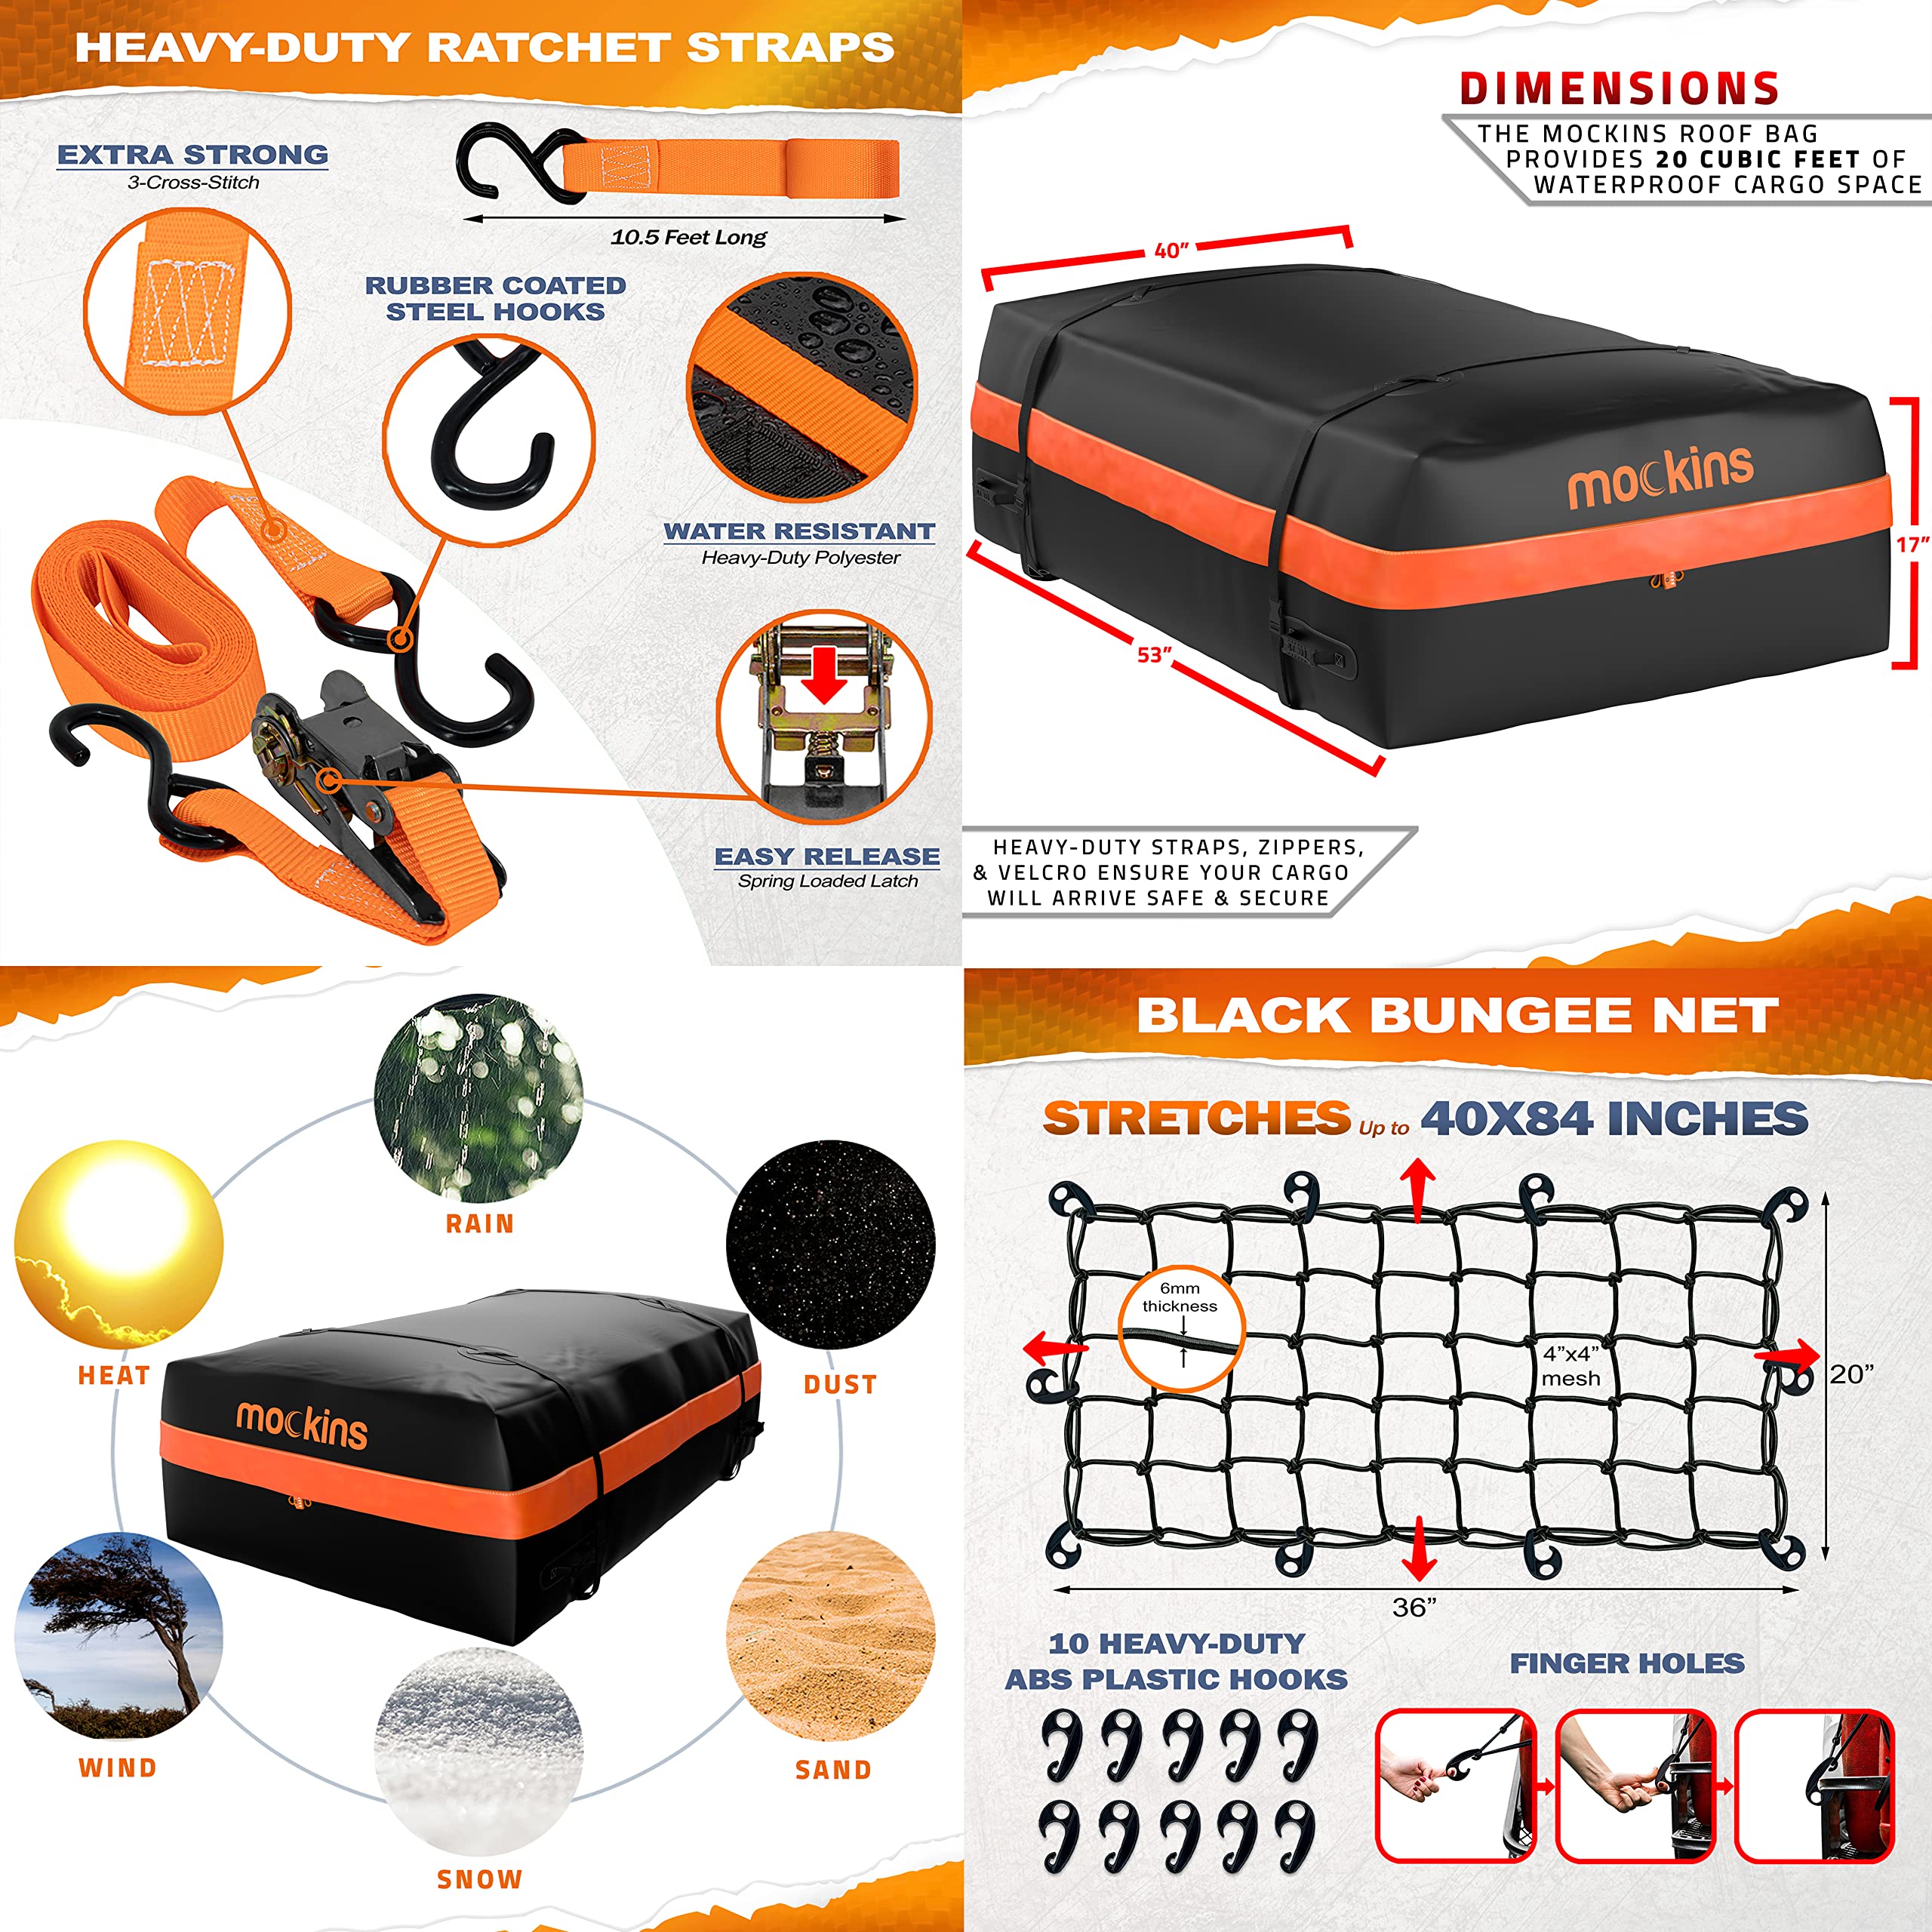 HEAVY-DUTY RATCHET STRAPS
EXTRA STRONG
3-Cross-Stitch
10.5 Feet Long
RUBBER COATED
STEEL HOOKS
WATER RESISTANT
Heavy-Duty Polyester
EASY RELEASE
Spring Loaded Latch
DIMENSIONS
THE MOCKINS ROOF BAG
PROVIDES 20 CUBIC FEET OF
WATERPROOF CARGO SPACE
40”
mockins
17”
53”
HEAVY-DUTY STRAPS, ZIPPERS,
& VELCRO ENSURE YOUR CARGO
WILL ARRIVE SAFE & SECURE
RAIN
HEAT
DUST
mockins
WIND
SAND
SNOW
BLACK BUNGEE NET
STRETCHES Up to 40X84 INCHES
6mm
thickness
4”x4”
mesh
20”
36”
10 HEAVY-DUTY
ABS PLASTIC HOOKS
FINGER HOLES